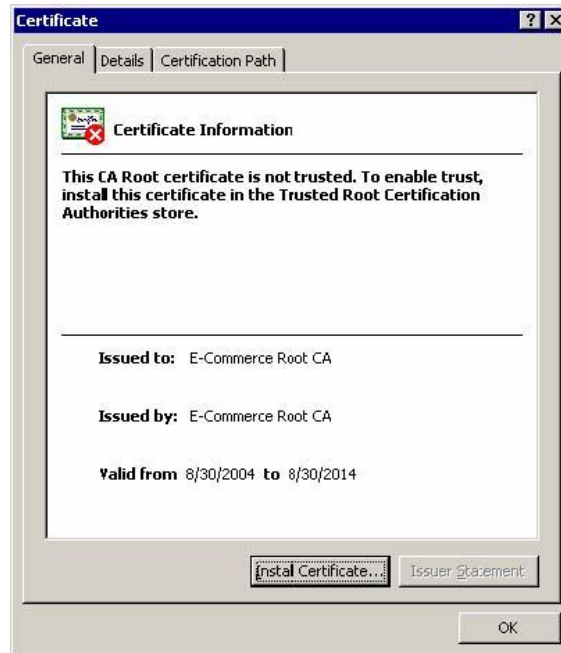 Certificate
General Details Certification Path
Certificate Information
This CA Root certificate is not trusted. To enable trust,
install this certificate in the Trusted Root Certification
Authorities store.
Issued to: E-Commerce Root CA
Issued by: E-Commerce Root CA
Valid from 8/30/2004 to 8/30/2014
Install Certificate... Issuer Statement
OK